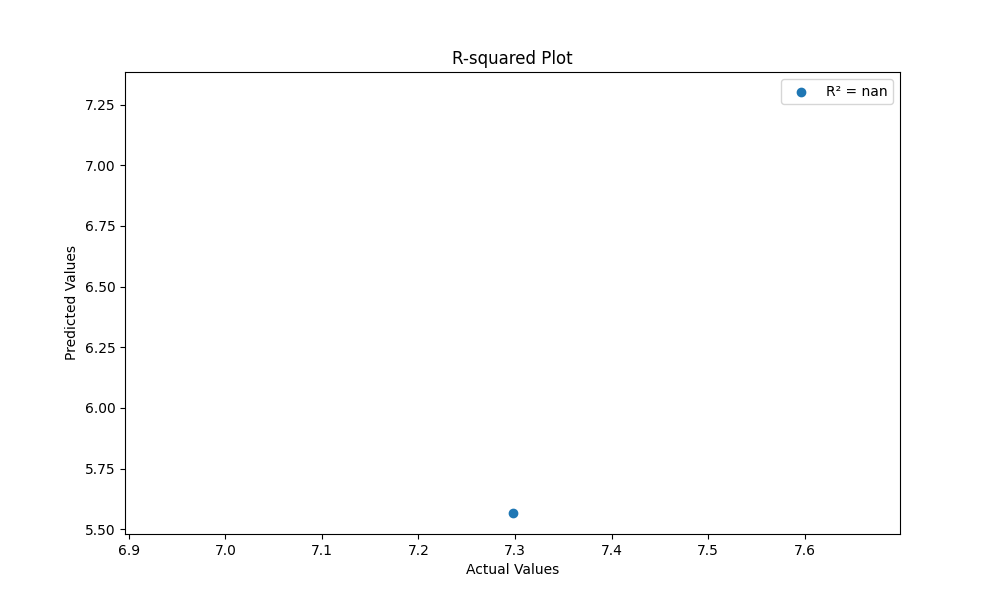 R-squared Plot
R² = nan
Predicted Values
7.25
7.00
6.75
6.50
6.25
6.00
5.75
5.50
6.9 7.0 7.1 7.2 7.3 7.4 7.5 7.6
Actual Values